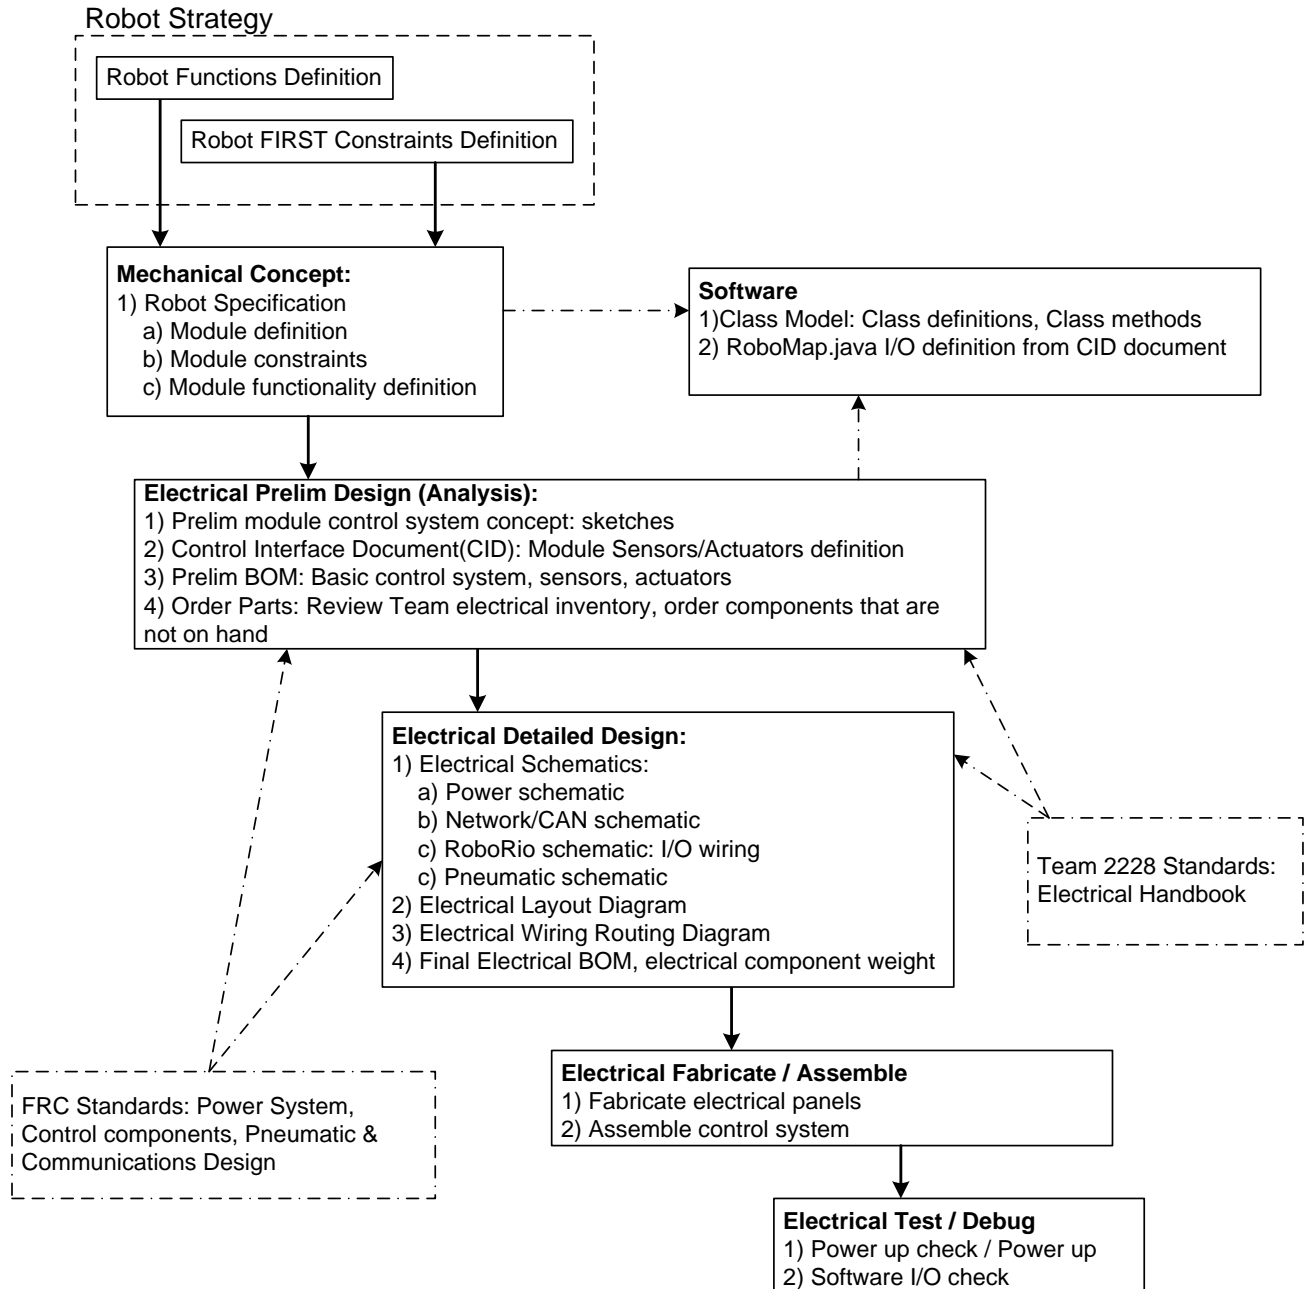 Robot Strategy
Robot Functions Definition
Robot FIRST Constraints Definition
Mechanical Concept:
1) Robot Specification
a) Module definition
b) Module constraints
c) Module functionality definition
Software
1)Class Model: Class definitions, Class methods
2) RoboMap.java I/O definition from CID document
Electrical Prelim Design (Analysis):
1) Prelim module control system concept: sketches
2) Control Interface Document(CID): Module Sensors/Actuators definition
3) Prelim BOM: Basic control system, sensors, actuators
4) Order Parts: Review Team electrical inventory, order components that are
not on hand
Electrical Detailed Design:
1) Electrical Schematics:
a) Power schematic
b) Network/CAN schematic
c) RoboRio schematic: I/O wiring
c) Pneumatic schematic
2) Electrical Layout Diagram
3) Electrical Wiring Routing Diagram
4) Final Electrical BOM, electrical component weight
Team 2228 Standards:
Electrical Handbook
FRC Standards: Power System,
Control components, Pneumatic &
Communications Design
Electrical Fabricate / Assemble
1) Fabricate electrical panels
2) Assemble control system
Electrical Test / Debug
1) Power up check / Power up
2) Software I/O check